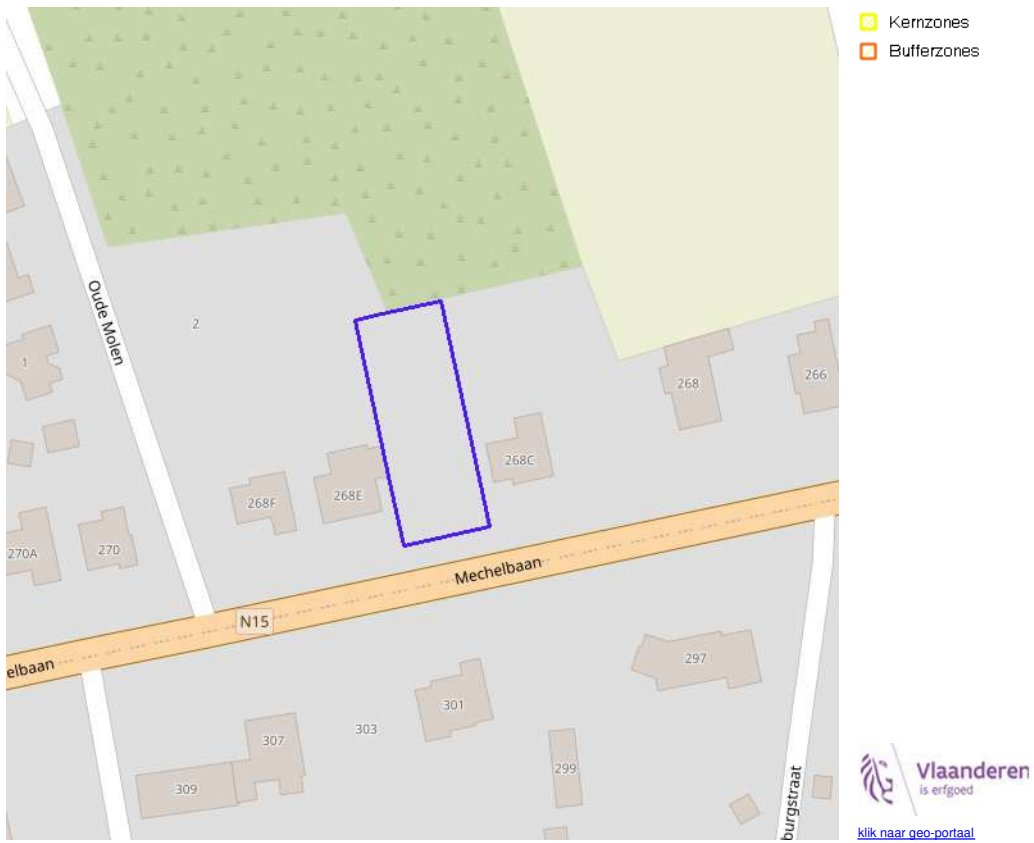 Kernzones
Bufferzones
Oude Molen
2
1
268
266
268C
268E
268F
270A
270
Mechelbaan
N15
elbaan
297
301
303
307
299
309
burgstraat
Vlaanderen
is erfgoed
klik naar geo-portaal